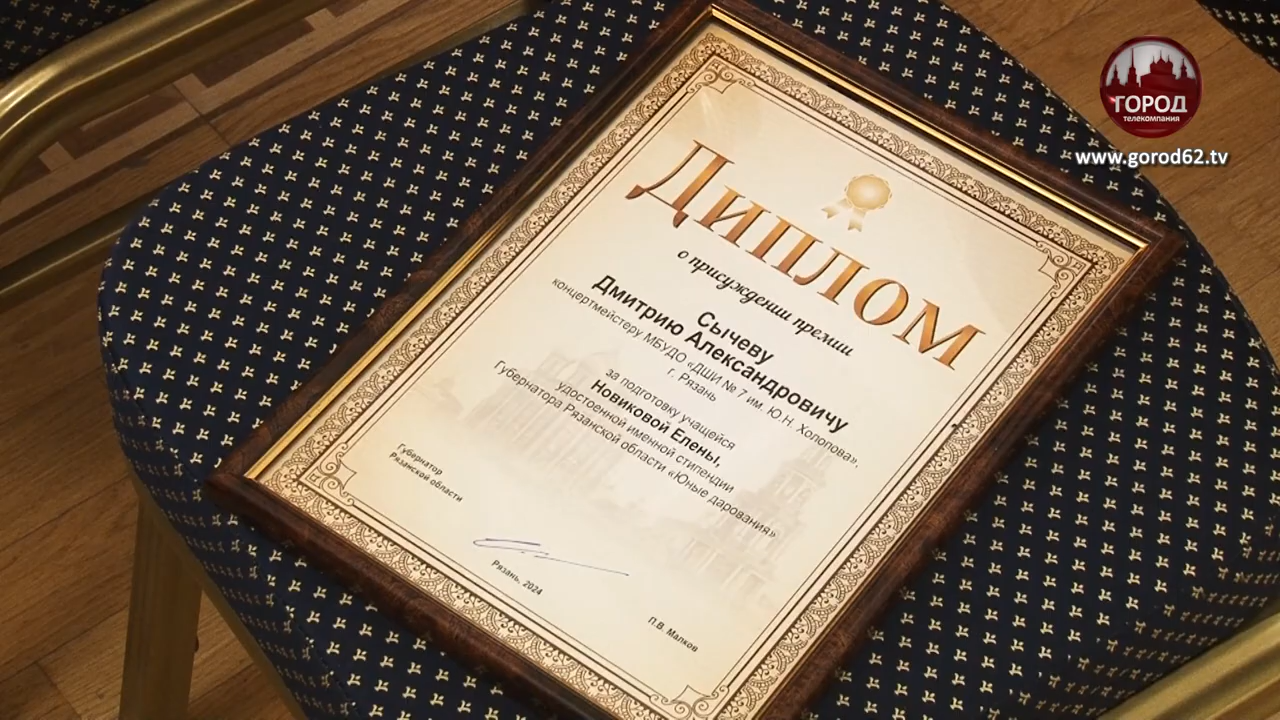 ГОРОД
телекомпания
www.gorod62.tv
Диплом
о присуждении премии
Сычеву
Дмитрию Александровичу
концертмейстеру МБУДО «ДШИ № 7 им. Ю.Н. Холопова»,
г. Рязань
за подготовку учащейся
Новиковой Елены,
удостоенной именной стипендии
Губернатора Рязанской области «Юные дарования»
Губернатор
Рязанской области
П.В. Малков
Рязань, 2024